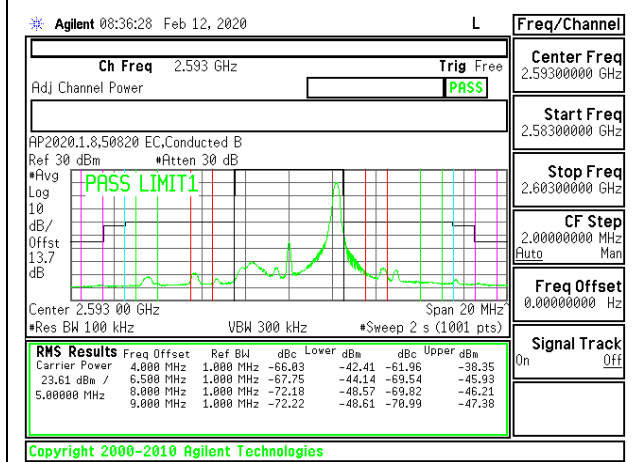 Agilent 08:36:28 Feb 12, 2020 L
Freq/Channel
Ch Freq 2.593 GHz Trig Free
Adj Channel Power PASS
AP2020.1.8,50820 EC,Conducted B
Ref 30 dBm #Atten 30 dB
#Avg
Log
10
dB/
Offst
13.7
dB
PASS LIMIT1
Center 2.593 00 GHz Span 20 MHz
#Res BW 100 kHz VBW 300 kHz #Sweep 2 s (1001 pts)
RMS Results Freq Offset Ref BW dBc Lower dBm dBc Upper dBm
Carrier Power 4.000 MHz 1.000 MHz -66.03 -42.41 -61.96 -38.35
23.61 dBm / 6.500 MHz 1.000 MHz -67.75 -44.14 -69.54 -45.93
5.00000 MHz 8.000 MHz 1.000 MHz -72.18 -48.57 -69.82 -46.21
9.000 MHz 1.000 MHz -72.22 -48.61 -70.99 -47.38
Center Freq
2.59300000 GHz
Start Freq
2.58300000 GHz
Stop Freq
2.60300000 GHz
CF Step
2.00000000 MHz
Auto Man
Freq Offset
0.00000000 Hz
Signal Track
On Off
Copyright 2000-2010 Agilent Technologies